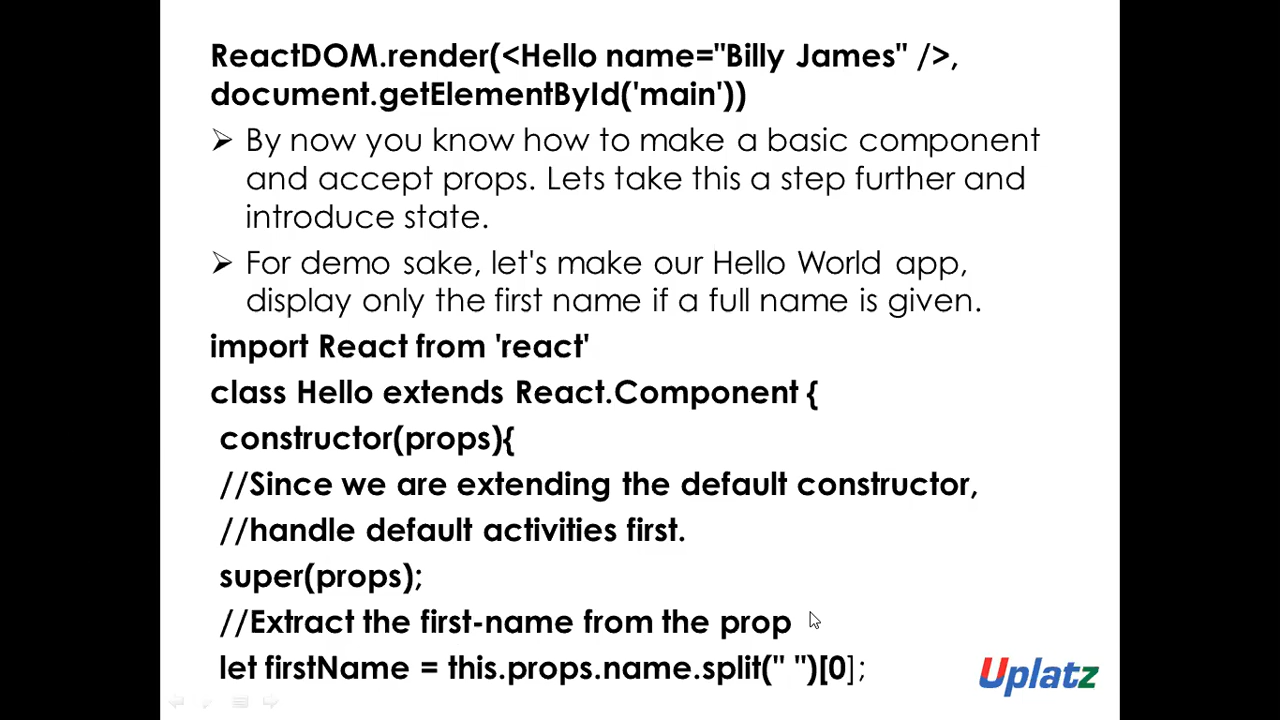 ReactDOM.render(<Hello name="Billy James" />,
document.getElementById('main'))
➢ By now you know how to make a basic component
and accept props. Lets take this a step further and
introduce state.
➢ For demo sake, let's make our Hello World app,
display only the first name if a full name is given.
import React from 'react'
class Hello extends React.Component {
constructor(props){
//Since we are extending the default constructor,
//handle default activities first.
super(props);
//Extract the first-name from the prop
let firstName = this.props.name.split(" ")[0];
Uplatz